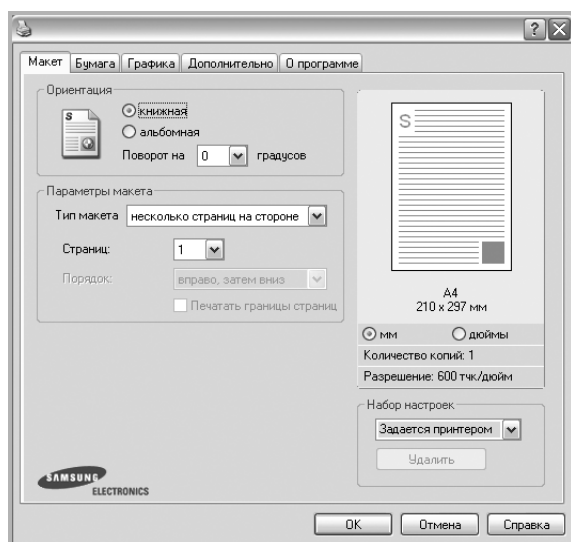 Макет Бумага Графика Дополнительно О программе
Ориентация
S
книжная
альбомная
Поворот на 0 градусов
Параметры макета
Тип макета несколько страниц на стороне
Страниц: 1
Порядок: вправо, затем вниз
Печатать границы страниц
S
A4
210 x 297 мм
мм дюймы
Количество копий: 1
Разрешение: 600 тчк/дюйм
Набор настроек
Задается принтером
Удалить
SAMSUNG
ELECTRONICS
OK Отмена Справка